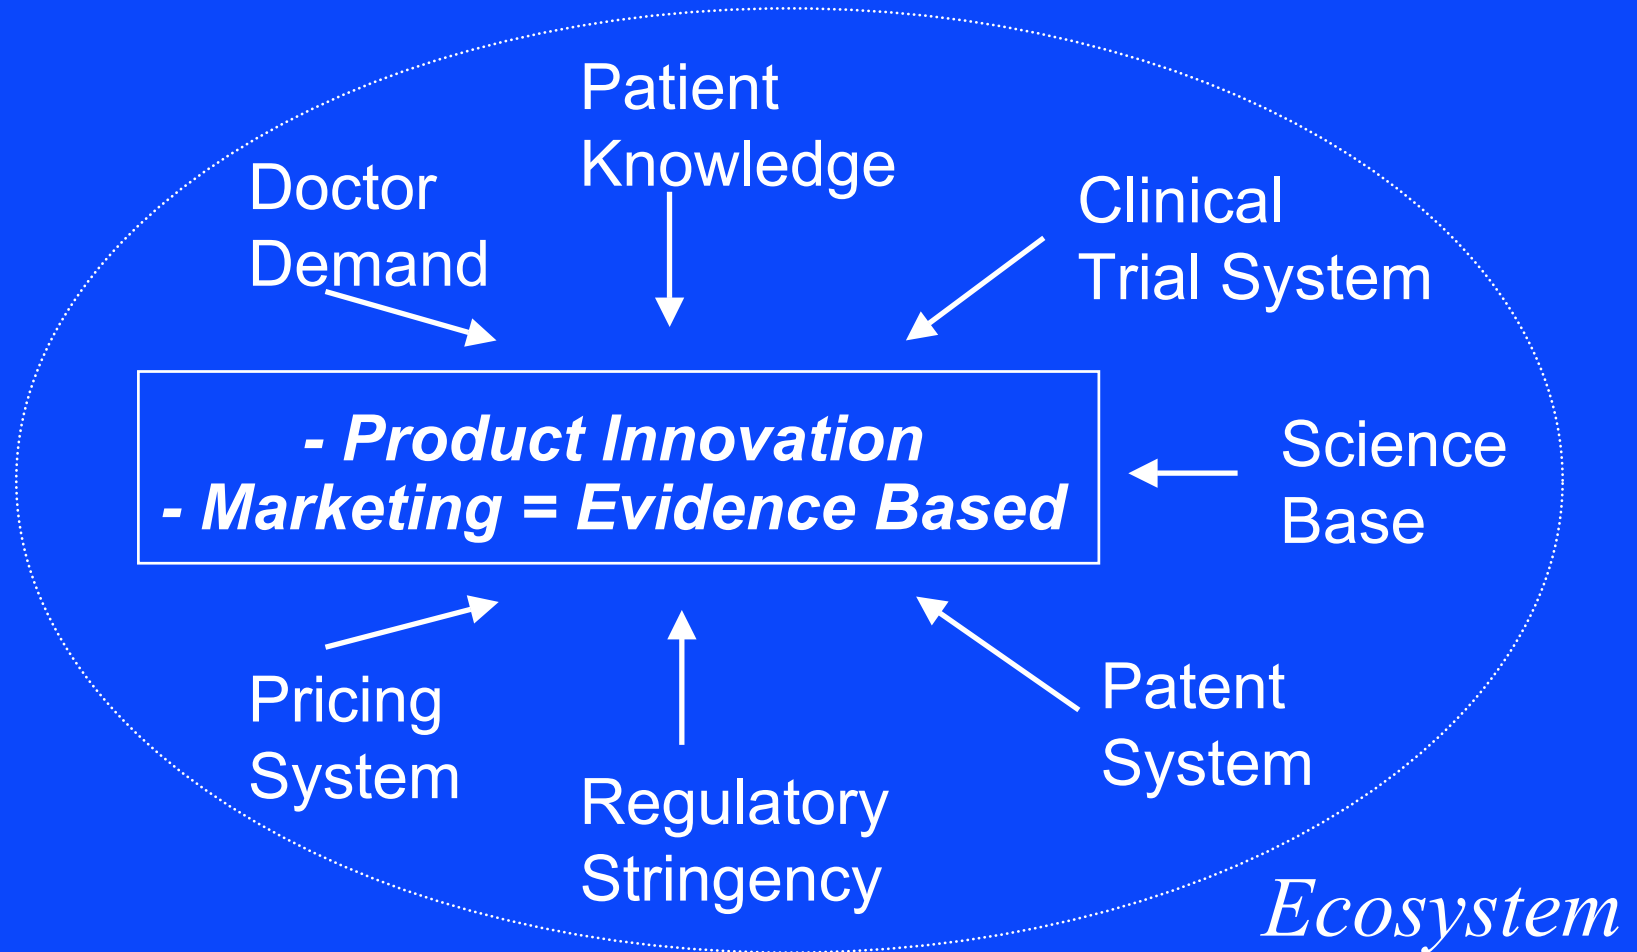 Patient
Knowledge
Doctor
Demand
Clinical
Trial System
- Product Innovation
- Marketing = Evidence Based
Science
Base
Pricing
System
Regulatory
Stringency
Patent
System
Ecosystem